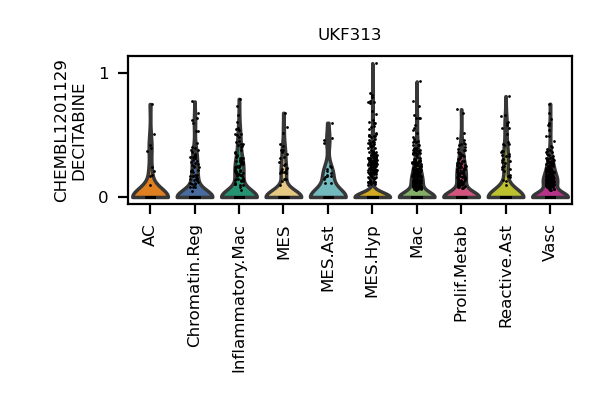 UKF313
CHEMBL1201129
DECITABINE
1
0
AC
Chromatin.Reg
Inflammatory.Mac
MES
MES.Ast
MES.Hyp
Mac
Prolif.Metab
Reactive.Ast
Vasc